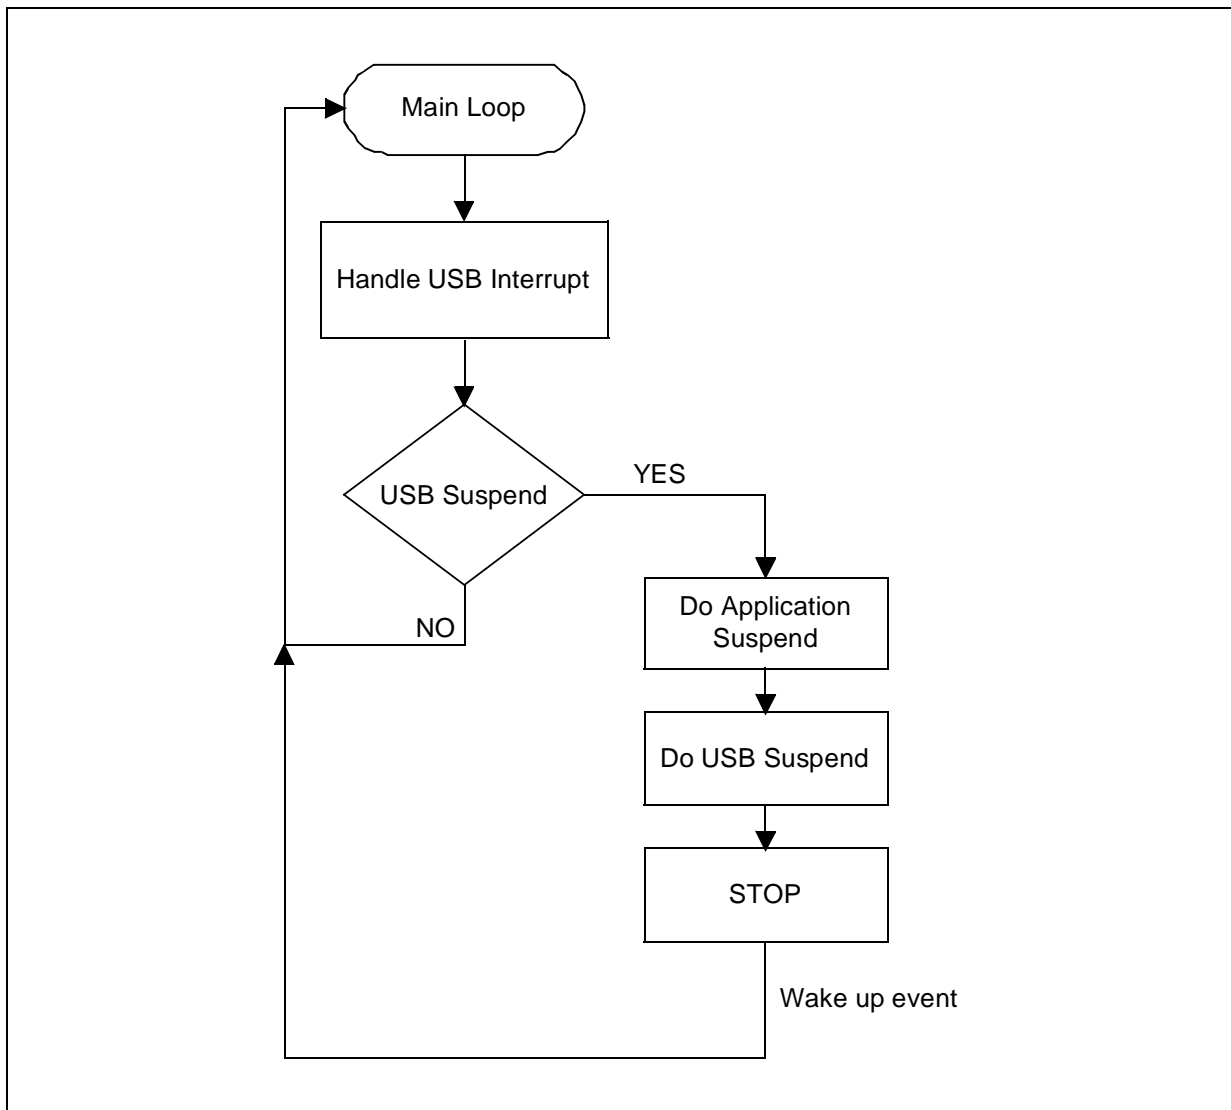 Main Loop
Handle USB Interrupt
USB Suspend
YES
NO
Do Application
Suspend
Do USB Suspend
STOP
Wake up event